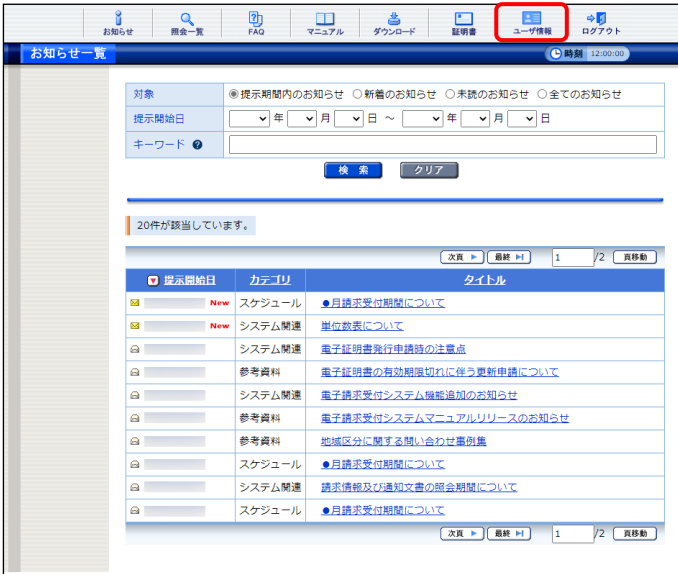 お知らせ 照会一覧 FAQ マニュアル ダウンロード 証明書 ユーザ情報 ログアウト
お知らせ一覧 時刻 12:00:00
対象 提示期間内のお知らせ 新着のお知らせ 未読のお知らせ 全てのお知らせ
提示開始日 年 月 日 ～ 年 月 日
キーワード ?
検 索 クリア
20件が該当しています。
次頁 最終 1 /2 頁移動
提示開始日 カテゴリ タイトル
New スケジュール ●月請求受付期間について
New システム関連 単位数表について
システム関連 電子証明書発行申請時の注意点
参考資料 電子証明書の有効期限切れに伴う更新申請について
システム関連 電子請求受付システム機能追加のお知らせ
参考資料 電子請求受付システムマニュアルリリースのお知らせ
参考資料 地域区分に関する問い合わせ事例集
スケジュール ●月請求受付期間について
システム関連 請求情報及び通知文書の照会期間について
スケジュール ●月請求受付期間について
次頁 最終 1 /2 頁移動